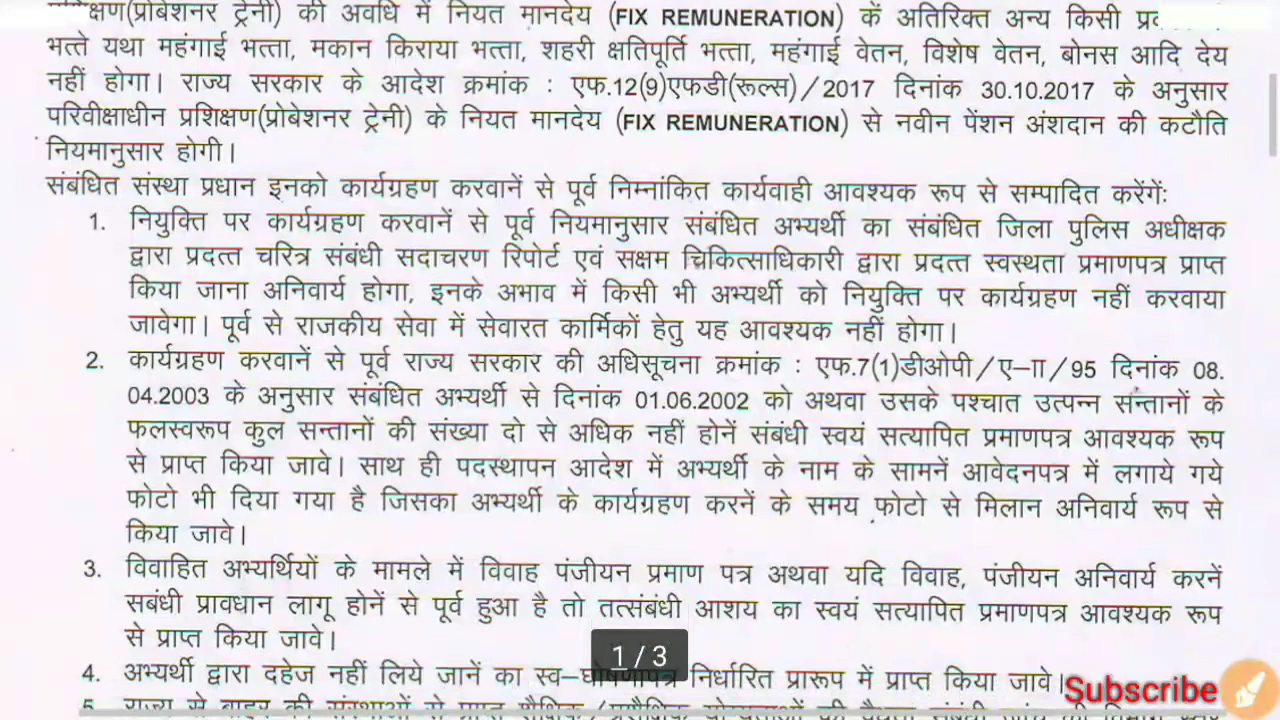 (प्रोबेशनर ट्रेनी) की अवधि में नियत मानदेय (FIX REMUNERATION) के अतिरिक्त अन्य किसी
भत्ते यथा महंगाई भत्ता, मकान किराया भत्ता, शहरी क्षतिपूर्ति भत्ता, महंगाई वेतन, विशेष वेतन, बोनस आदि देय
नहीं होगा। राज्य सरकार के आदेश क्रमांक : एफ.12(9)एफडी(रूल्स)/2017 दिनांक 30.10.2017 के अनुसार
परिवीक्षाधीन प्रशिक्षण(प्रोबेशनर ट्रेनी) के नियत मानदेय (FIX REMUNERATION) से नवीन पेंशन अंशदान की कटौति
नियमानुसार होगी।
संबंधित संस्था प्रधान इनको कार्यग्रहण करवानें से पूर्व निम्नांकित कार्यवाही आवश्यक रूप से सम्पादित करेंगेंः
1. नियुक्ति पर कार्यग्रहण करवानें से पूर्व नियमानुसार संबंधित अभ्यर्थी का संबंधित जिला पुलिस अधीक्षक
द्वारा प्रदत्त चरित्र संबंधी सदाचरण रिपोर्ट एवं सक्षम चिकित्साधिकारी द्वारा प्रदत्त स्वस्थता प्रमाणपत्र प्राप्त
किया जाना अनिवार्य होगा, इनके अभाव में किसी भी अभ्यर्थी को नियुक्ति पर कार्यग्रहण नहीं करवाया
जावेगा। पूर्व से राजकीय सेवा में सेवारत कार्मिकों हेतु यह आवश्यक नहीं होगा।
2. कार्यग्रहण करवानें से पूर्व राज्य सरकार की अधिसूचना क्रमांक : एफ.7(1)डीओपी/ए–II/95 दिनांक 08.
04.2003 के अनुसार संबंधित अभ्यर्थी से दिनांक 01.06.2002 को अथवा उसके पश्चात उत्पन्न सन्तानों के
फलस्वरूप कुल सन्तानों की संख्या दो से अधिक नहीं होनें संबंधी स्वयं सत्यापित प्रमाणपत्र आवश्यक रूप
से प्राप्त किया जावे। साथ ही पदस्थापन आदेश में अभ्यर्थी के नाम के सामनें आवेदनपत्र में लगाये गये
फोटो भी दिया गया है जिसका अभ्यर्थी के कार्यग्रहण करनें के समय फोटो से मिलान अनिवार्य रूप से
किया जावे।
3. विवाहित अभ्यर्थियों के मामले में विवाह पंजीयन प्रमाण पत्र अथवा यदि विवाह, पंजीयन अनिवार्य करनें
सबंधी प्रावधान लागू होनें से पूर्व हुआ है तो तत्संबंधी आशय का स्वयं सत्यापित प्रमाणपत्र आवश्यक रूप
से प्राप्त किया जावे।
1 / 3
4. अभ्यर्थी द्वारा दहेज नहीं लिये जानें का स्व–घोषणापत्र निर्धारित प्रारूप में प्राप्त किया जावे।
Subscribe
5. राज्य से बाहर की संस्थाओं से प्राप्त शैक्षिक/